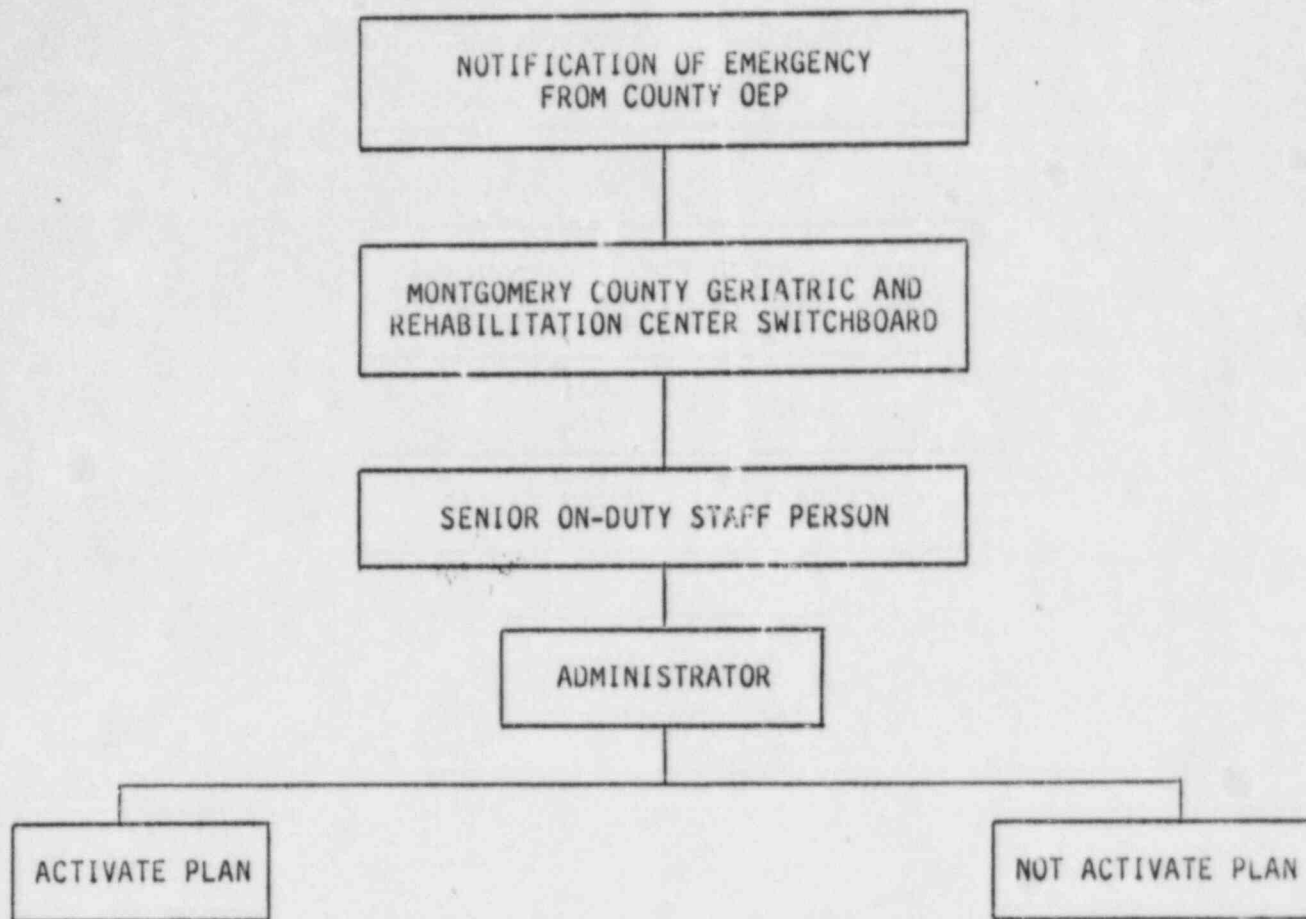 NOTIFICATION OF EMERGENCY
FROM COUNTY OEP
MONTGOMERY COUNTY GERIATRIC AND
REHABILITATION CENTER SWITCHBOARD
SENIOR ON-DUTY STAFF PERSON
ADMINISTRATOR
ACTIVATE PLAN
NOT ACTIVATE PLAN